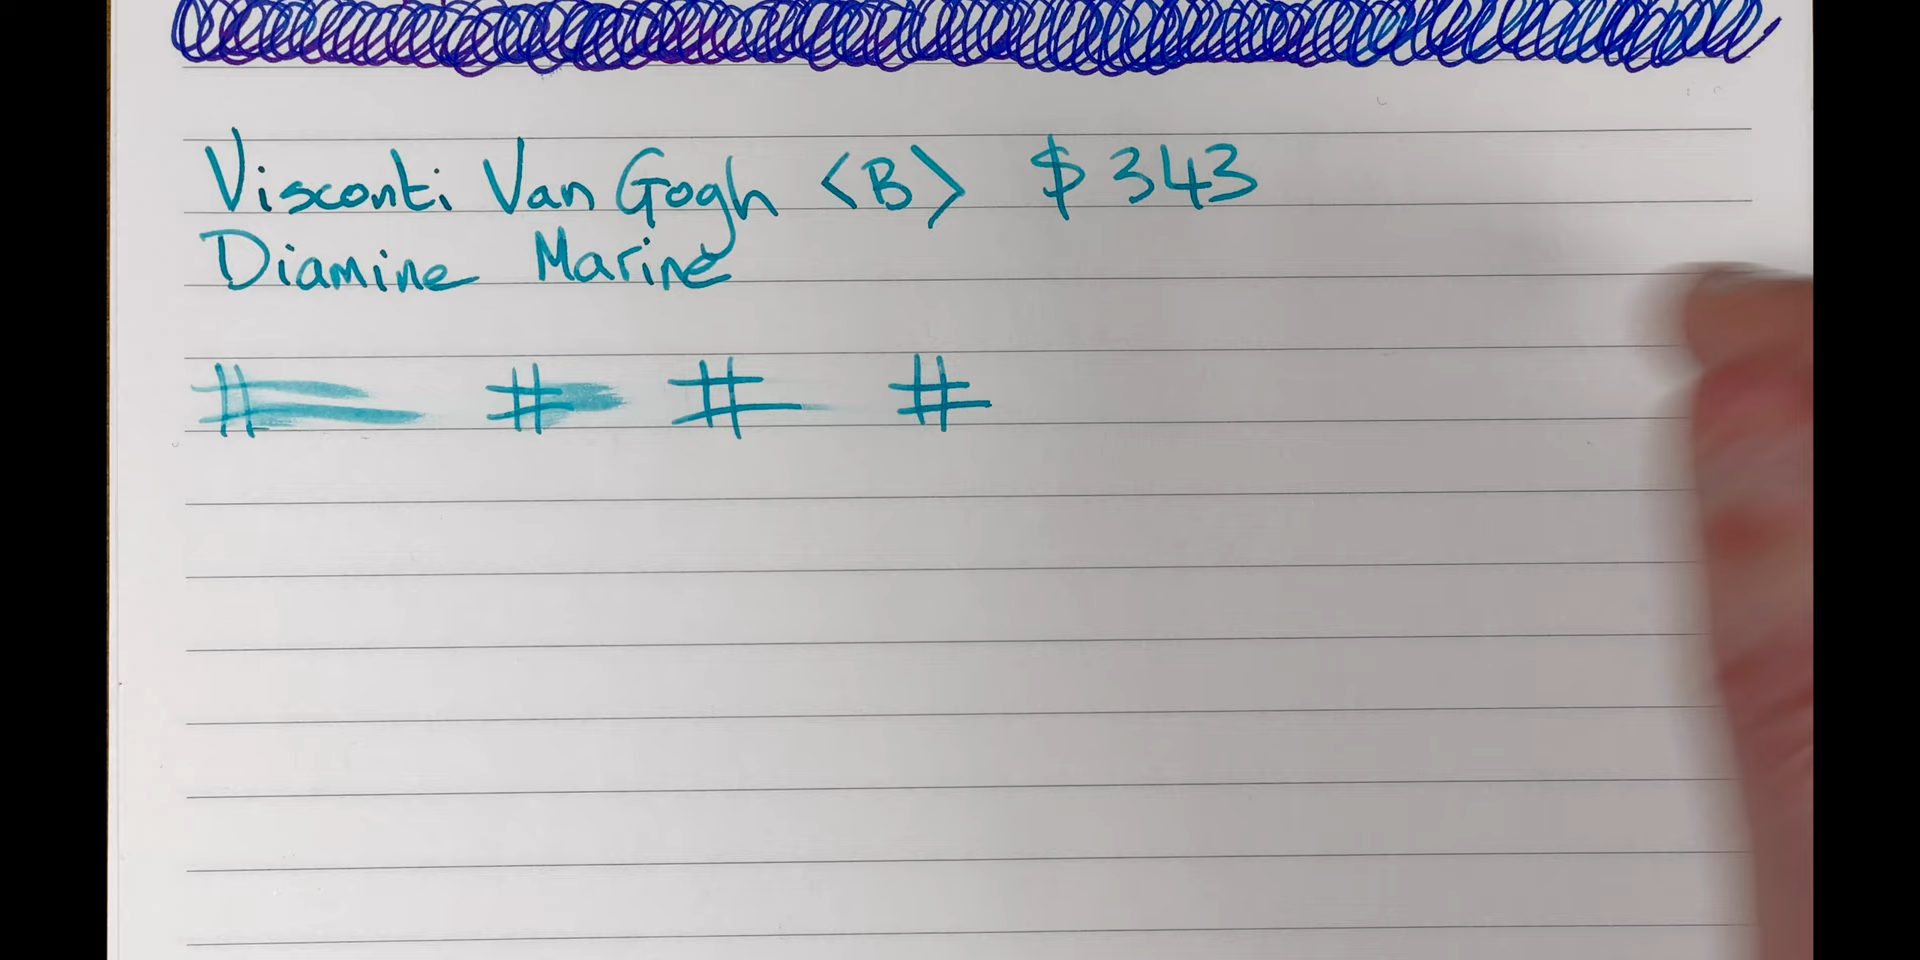 Visconti Van Gogh <B> $343
Diamine Marine
# # # #